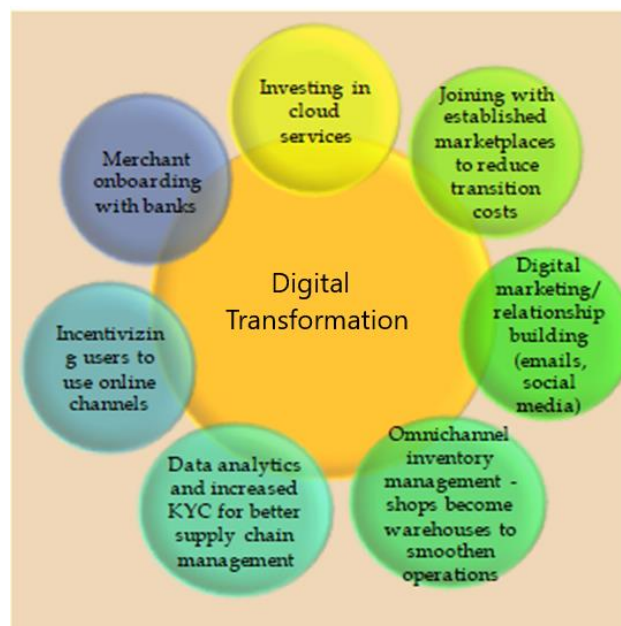 Digital
Transformation
Investing in
cloud
services
Joining with
established
marketplaces
to reduce
transition
costs
Digital
marketing/
relationship
building
(emails,
social
media)
Omnichannel
inventory
management -
shops become
warehouses to
smoothen
operations
Data analytics
and increased
KYC for better
supply chain
management
Incentivizin
g users to
use online
channels
Merchant
onboarding
with banks